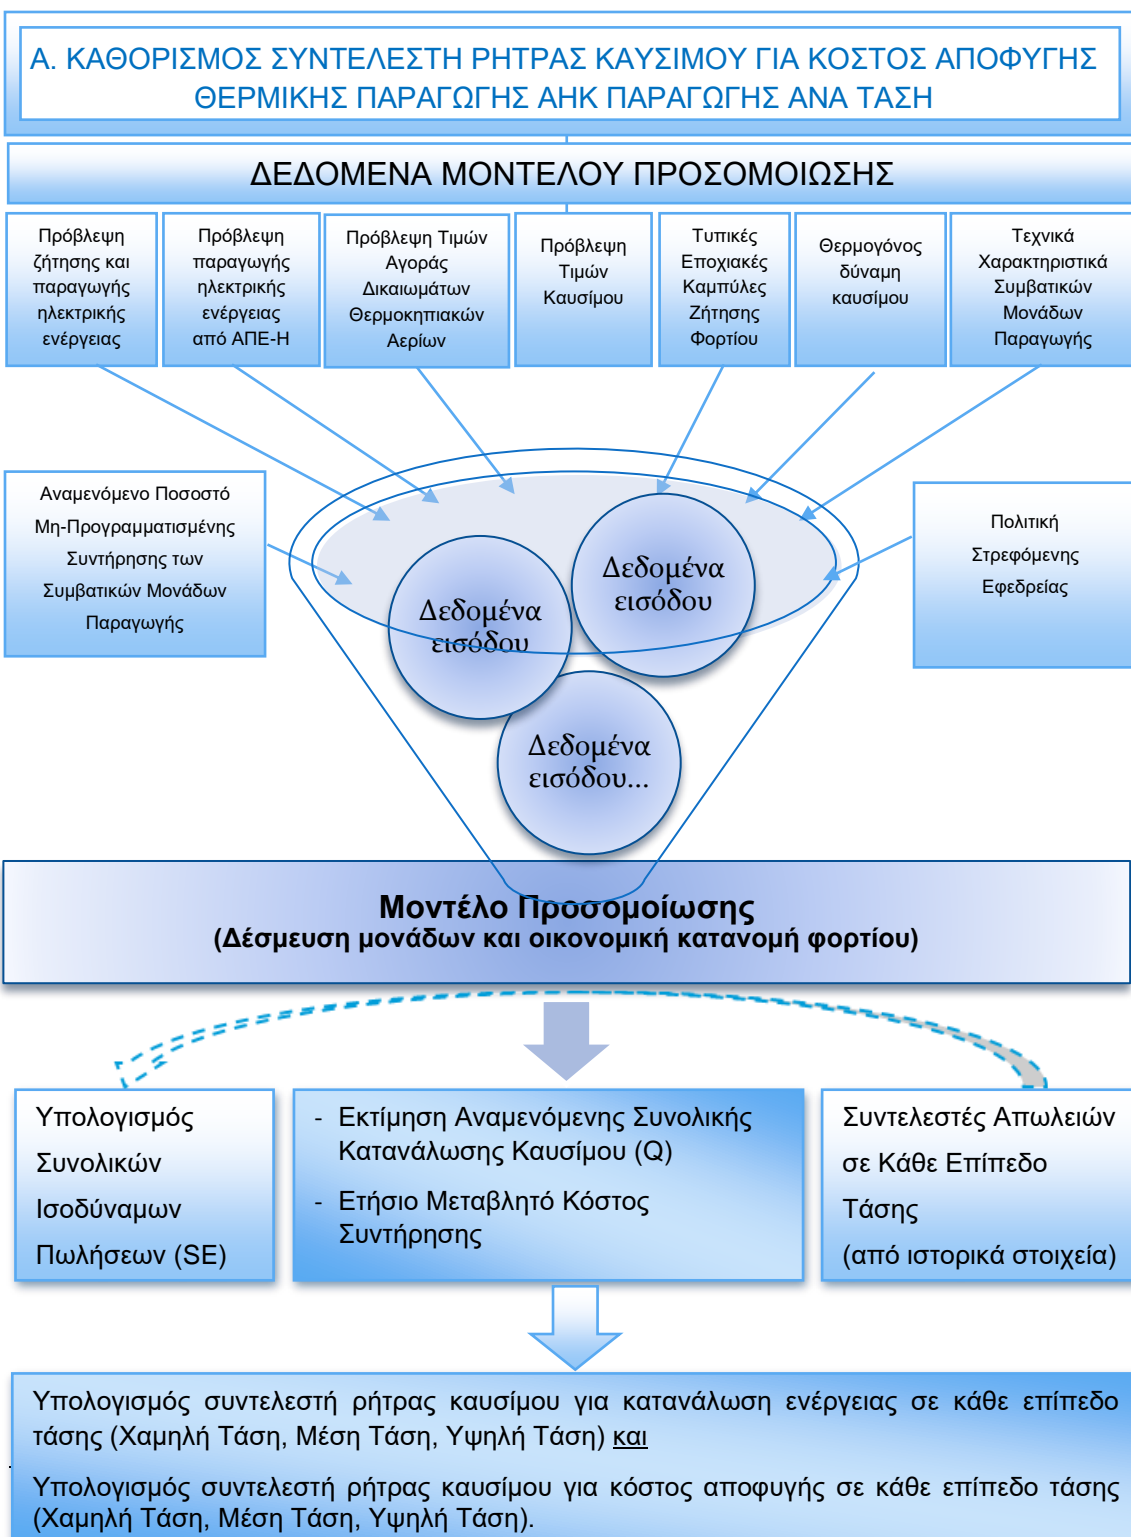 Α. ΚΑΘΟΡΙΣΜΟΣ ΣΥΝΤΕΛΕΣΤΗ ΡΗΤΡΑΣ ΚΑΥΣΙΜΟΥ ΓΙΑ ΚΟΣΤΟΣ ΑΠΟΦΥΓΗΣ
ΘΕΡΜΙΚΗΣ ΠΑΡΑΓΩΓΗΣ ΑΗΚ ΠΑΡΑΓΩΓΗΣ ΑΝΑ ΤΑΣΗ
ΔΕΔΟΜΕΝΑ ΜΟΝΤΕΛΟΥ ΠΡΟΣΟΜΟΙΩΣΗΣ
Πρόβλεψη
ζήτησης και
παραγωγής
ηλεκτρικής
ενέργειας
Πρόβλεψη
παραγωγής
ηλεκτρικής
ενέργειας
από ΑΠΕ-Η
Πρόβλεψη Τιμών
Αγοράς
Δικαιωμάτων
Θερμοκηπιακών
Αερίων
Πρόβλεψη
Τιμών
Καυσίμου
Τυπικές
Εποχιακές
Καμπύλες
Ζήτησης
Φορτίου
Θερμογόνος
δύναμη
καυσίμου
Τεχνικά
Χαρακτηριστικά
Συμβατικών
Μονάδων
Παραγωγής
Αναμενόμενο Ποσοστό
Μη-Προγραμματισμένης
Συντήρησης των
Συμβατικών Μονάδων
Παραγωγής
Πολιτική
Στρεφόμενης
Εφεδρείας
Δεδομένα
εισόδου
Δεδομένα
εισόδου
Δεδομένα
εισόδου...
Μοντέλο Προσομοίωσης
(Δέσμευση μονάδων και οικονομική κατανομή φορτίου)
Υπολογισμός
Συνολικών
Ισοδύναμων
Πωλήσεων (SE)
- Εκτίμηση Αναμενόμενης Συνολικής
Κατανάλωσης Καυσίμου (Q)
- Ετήσιο Μεταβλητό Κόστος
Συντήρησης
Συντελεστές Απωλειών
σε Κάθε Επίπεδο
Τάσης
(από ιστορικά στοιχεία)
Υπολογισμός συντελεστή ρήτρας καυσίμου για κατανάλωση ενέργειας σε κάθε επίπεδο
τάσης (Χαμηλή Τάση, Μέση Τάση, Υψηλή Τάση) και
Υπολογισμός συντελεστή ρήτρας καυσίμου για κόστος αποφυγής σε κάθε επίπεδο τάσης
(Χαμηλή Τάση, Μέση Τάση, Υψηλή Τάση).